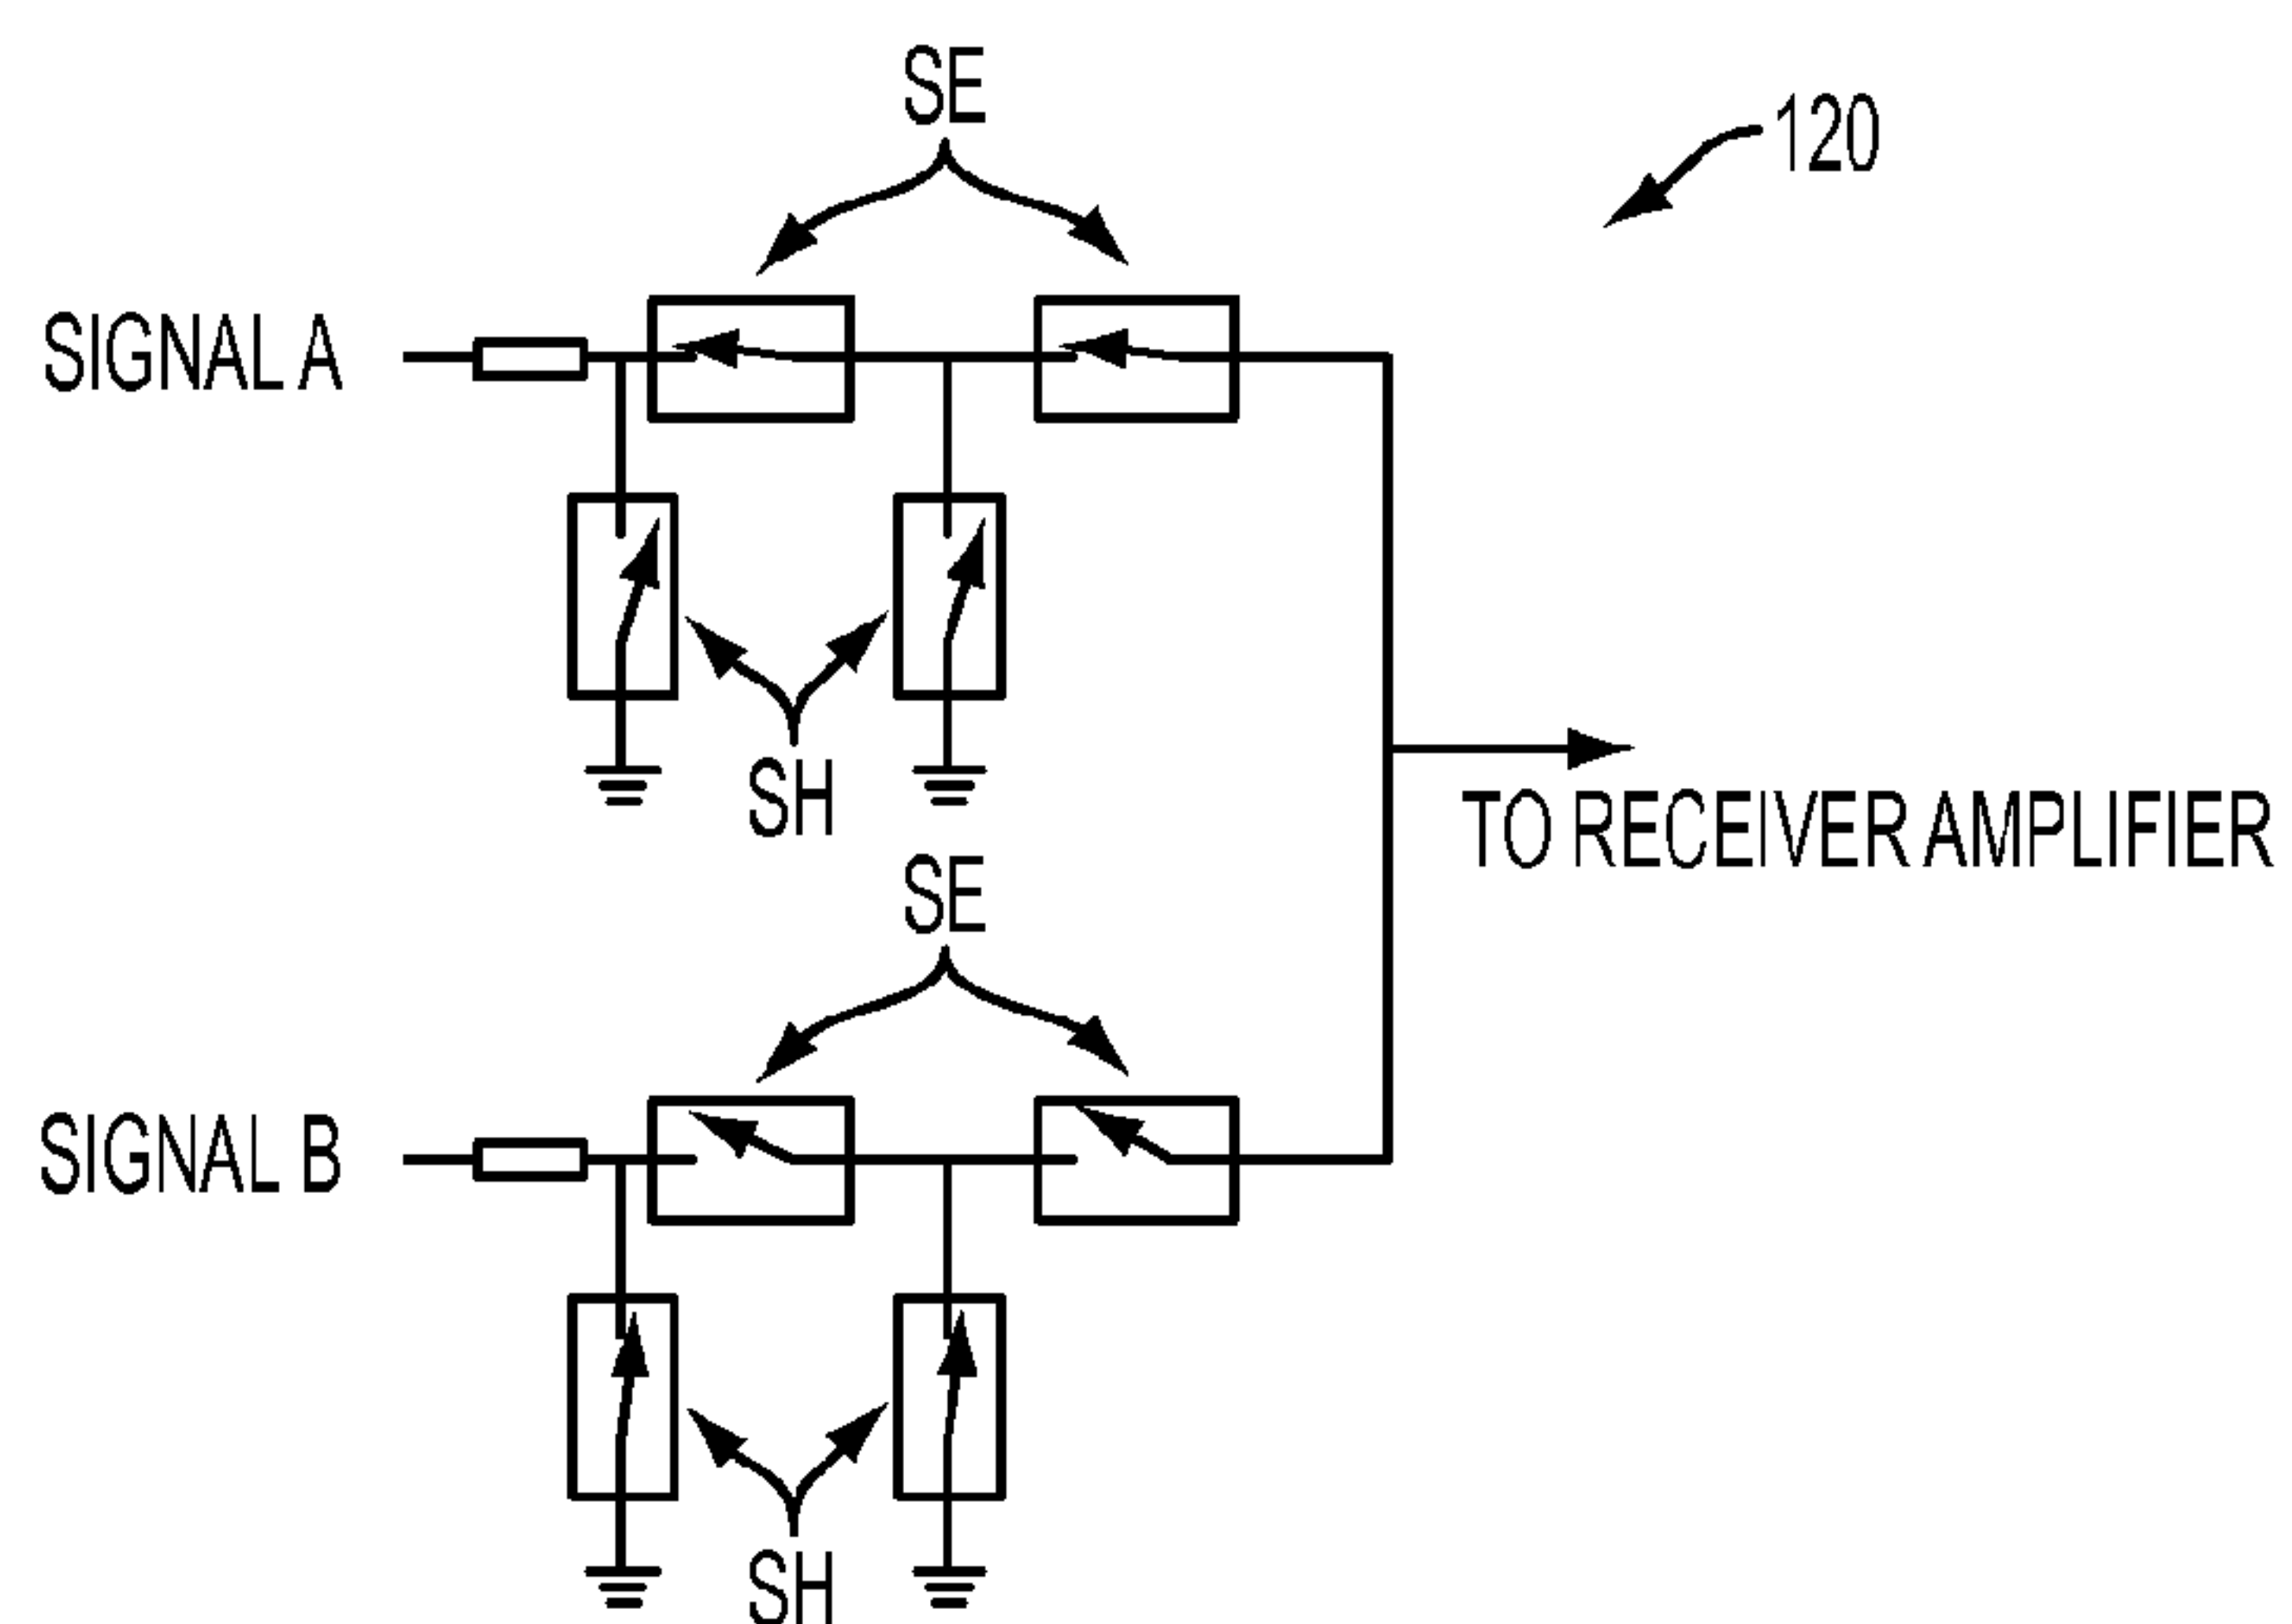 SE
120
SIGNAL A
SH
TO RECEIVER AMPLIFIER
SE
SIGNAL B
SH